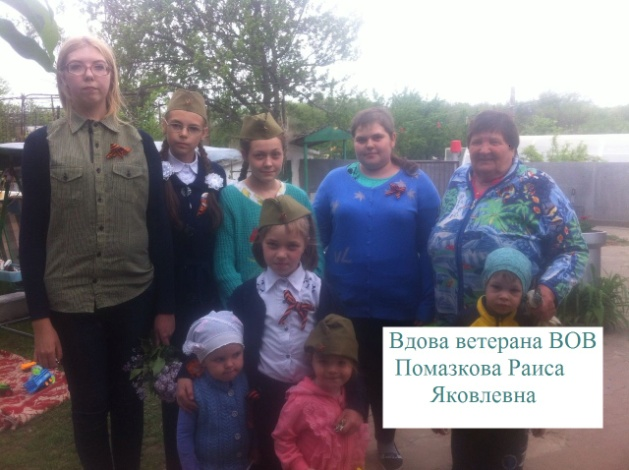 Вдова ветерана ВОВ
Помазкова Раиса
Яковлевна